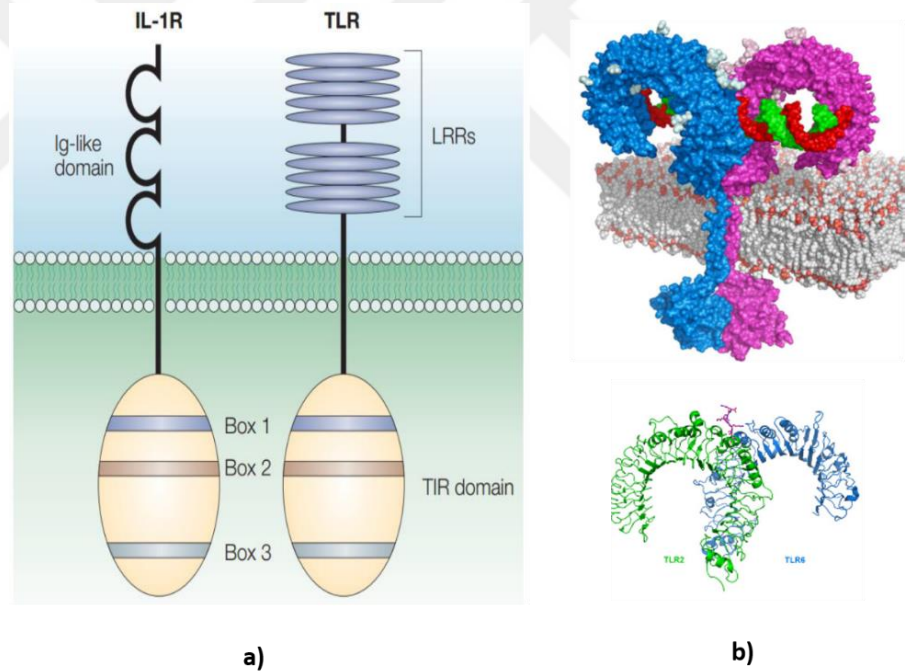 IL-1R
TLR
Ig-like
domain
LRRs
Box 1
Box 2
TIR domain
Box 3
TLR2
TLR6
a)
b)